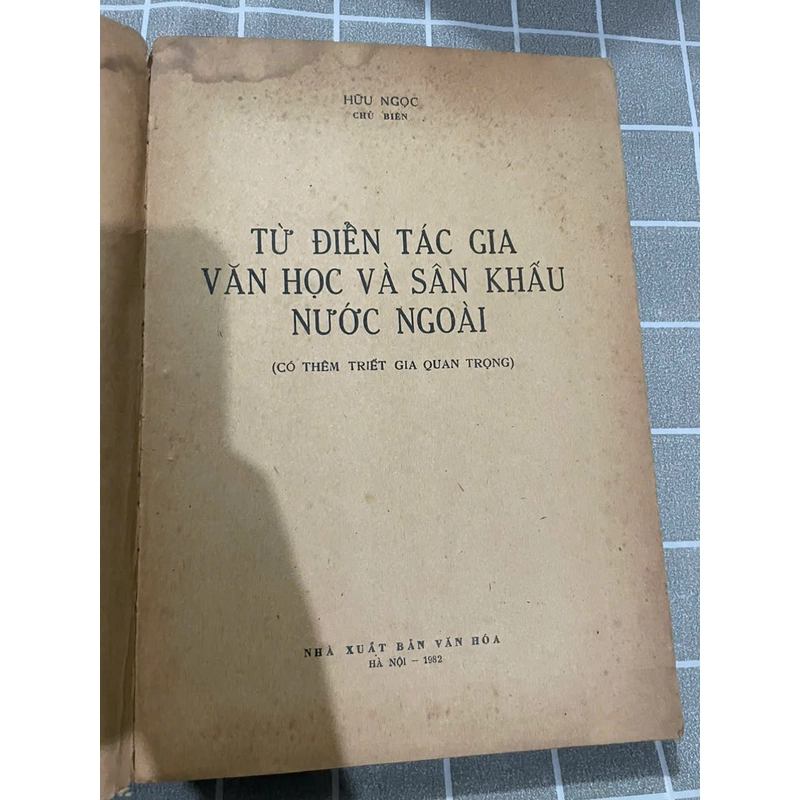 HỮU NGỌC
CHỦ BIÊN
TỪ ĐIỂN TÁC GIA
VĂN HỌC VÀ SÂN KHẤU
NƯỚC NGOÀI
(CÓ THÊM TRIẾT GIA QUAN TRỌNG)
NHÀ XUẤT BẢN VĂN HÓA
HÀ NỘI – 1982